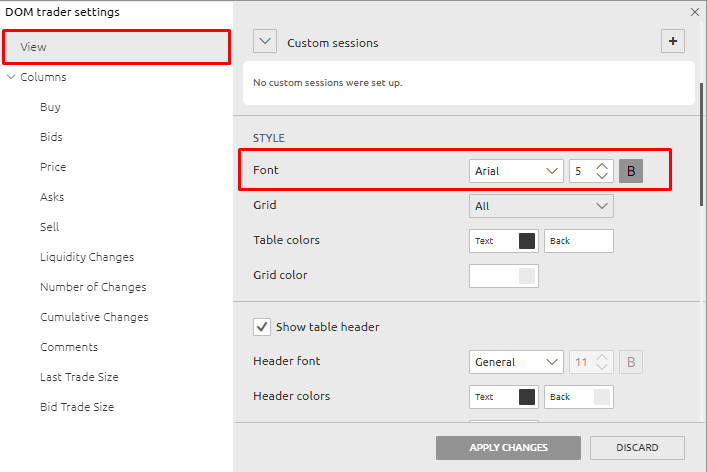 DOM trader settings
View
Columns
Buy
Bids
Price
Asks
Sell
Liquidity Changes
Number of Changes
Cumulative Changes
Comments
Last Trade Size
Bid Trade Size
Custom sessions
No custom sessions were set up.
STYLE
Font Arial 5 B
Grid All
Table colors Text Back
Grid color
Show table header
Header font General 11 B
Header colors Text Back
APPLY CHANGES DISCARD